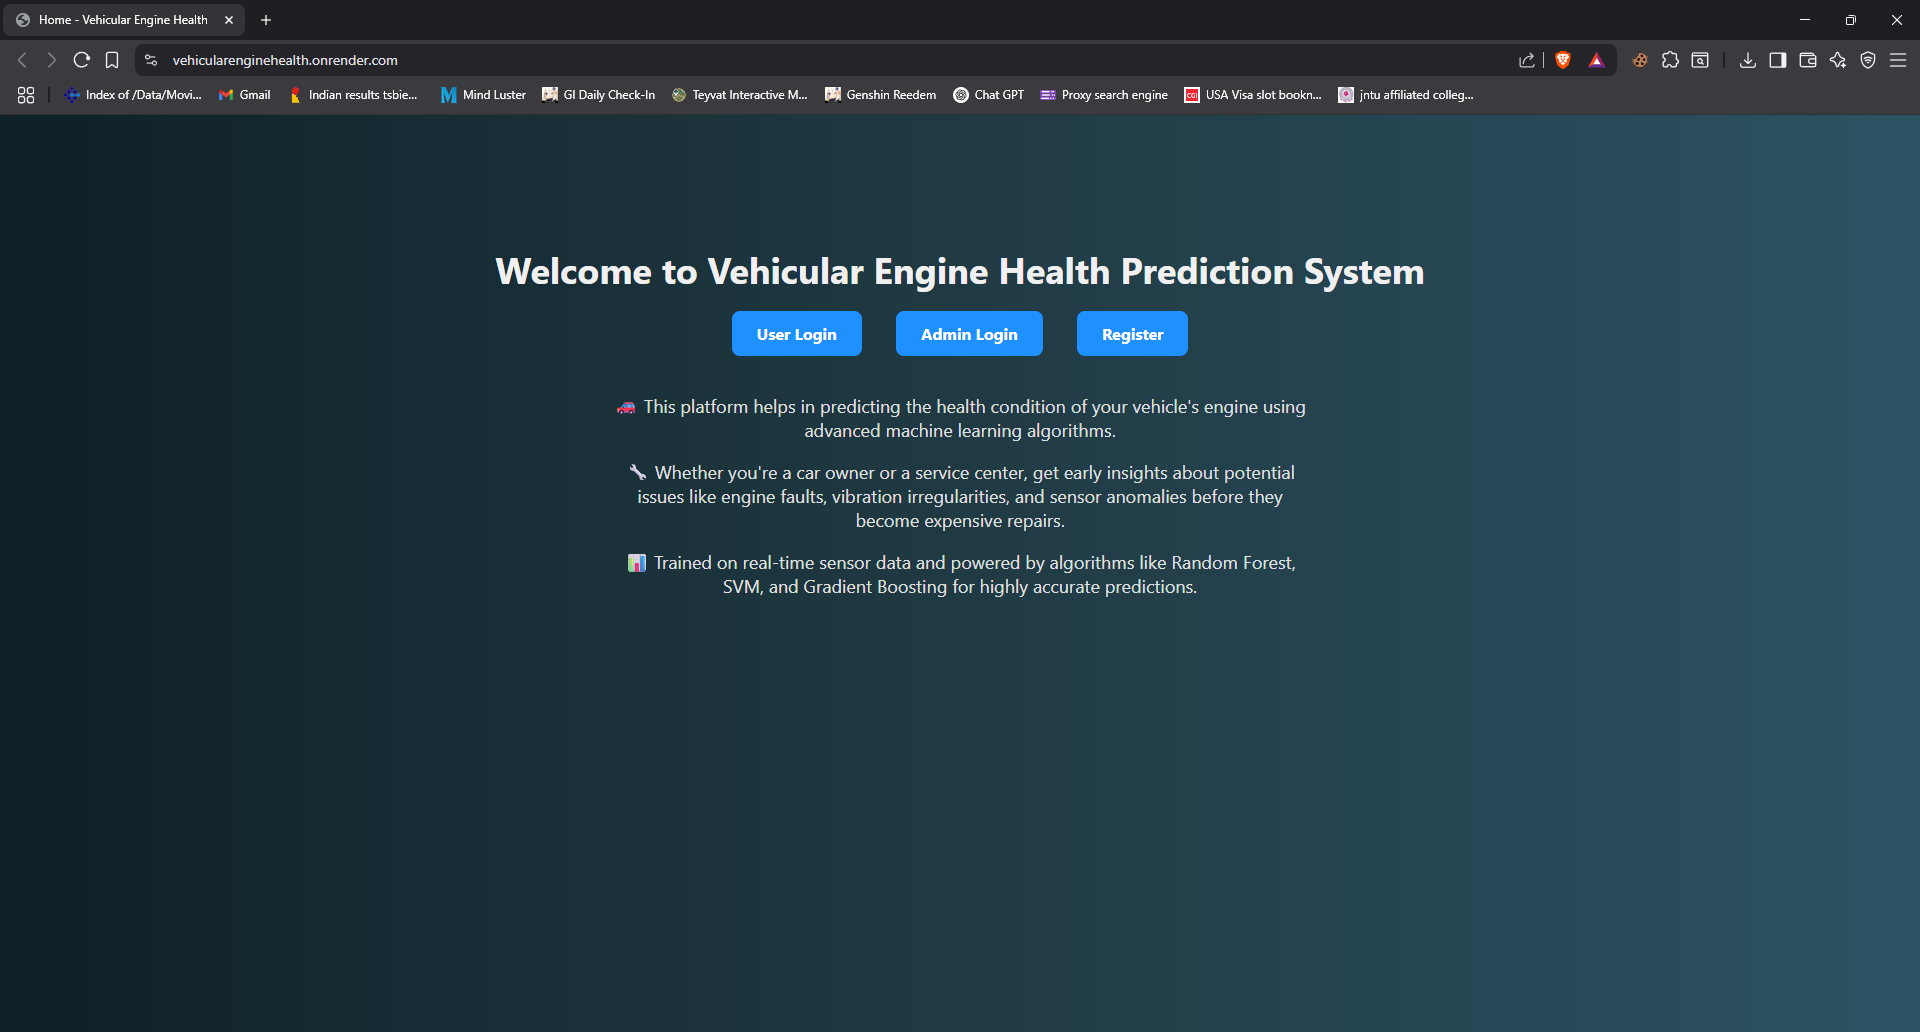 Home - Vehicular Engine Health
vehicularenginehealth.onrender.com
Index of /Data/Movi... Gmail Indian results tsbie... Mind Luster GI Daily Check-In Teyvat Interactive M... Genshin Reedem Chat GPT Proxy search engine CGI USA Visa slot bookn... jntu affiliated colleg...
Welcome to Vehicular Engine Health Prediction System
User Login Admin Login Register
🚗 This platform helps in predicting the health condition of your vehicle's engine using
advanced machine learning algorithms.
🔧 Whether you're a car owner or a service center, get early insights about potential
issues like engine faults, vibration irregularities, and sensor anomalies before they
become expensive repairs.
📊 Trained on real-time sensor data and powered by algorithms like Random Forest,
SVM, and Gradient Boosting for highly accurate predictions.